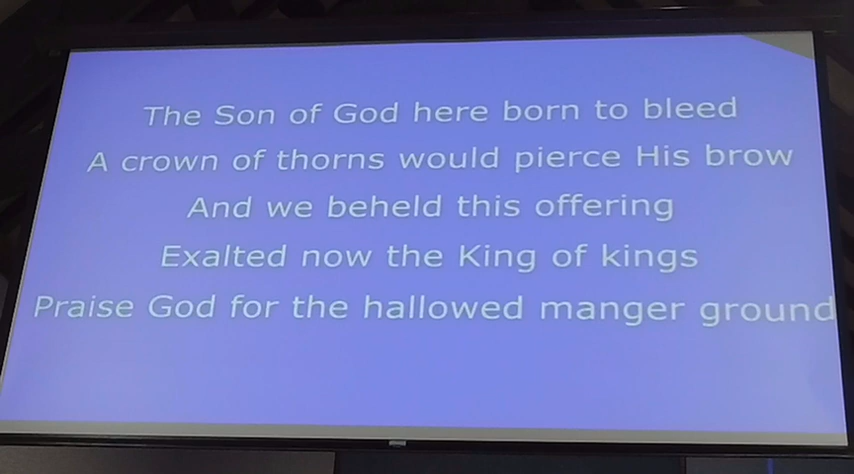 The Son of God here born to bleed
A crown of thorns would pierce His brow
And we beheld this offering
Exalted now the King of kings
Praise God for the hallowed manger ground